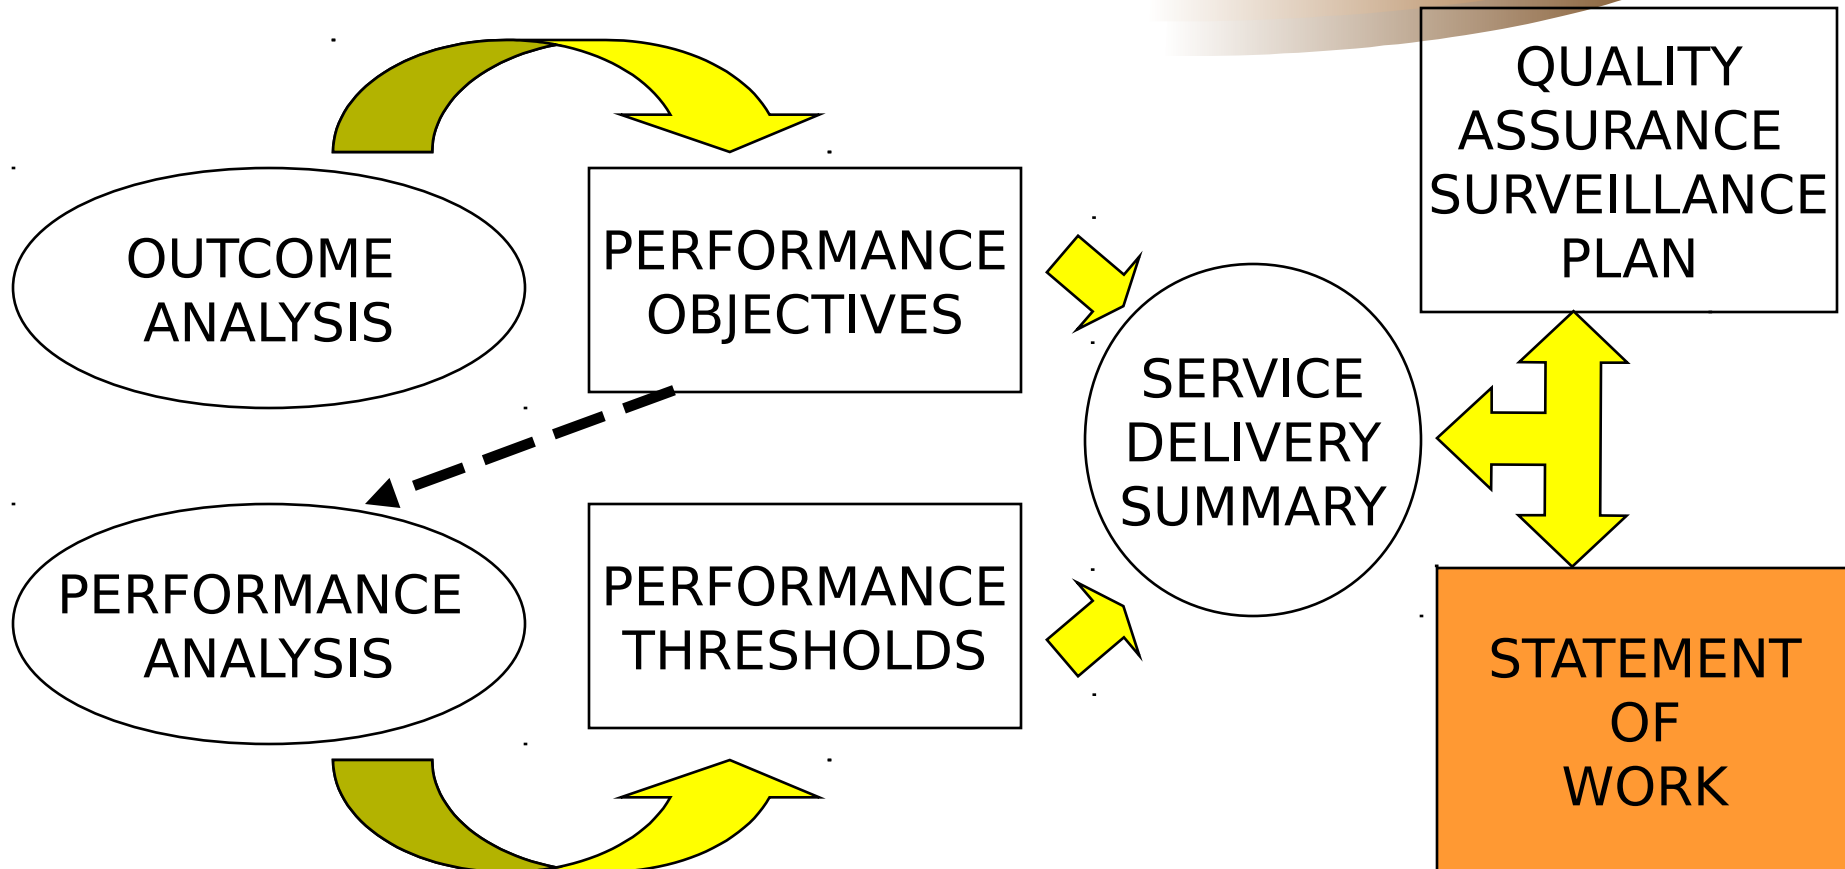 OUTCOME
ANALYSIS
PERFORMANCE
OBJECTIVES
PERFORMANCE
ANALYSIS
PERFORMANCE
THRESHOLDS
SERVICE
DELIVERY
SUMMARY
QUALITY
ASSURANCE
SURVEILLANCE
PLAN
STATEMENT
OF
WORK